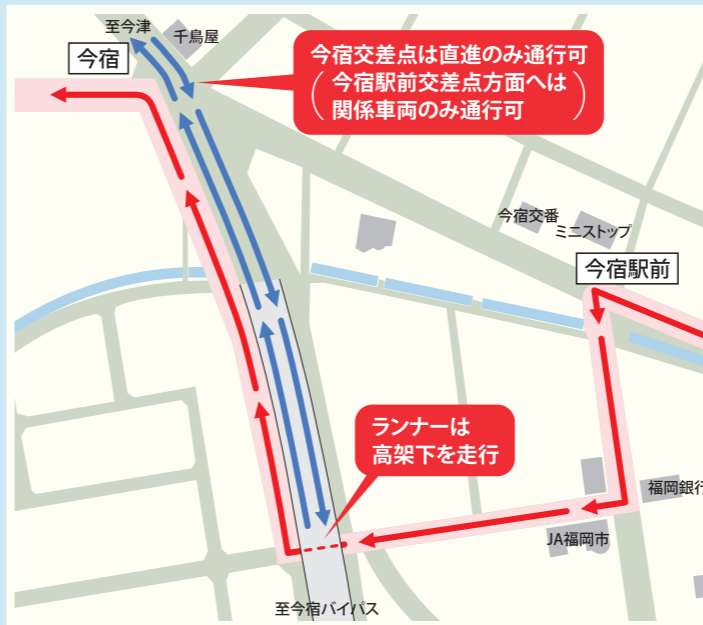 至今津
千鳥屋
今宿
今宿交差点は直進のみ通行可
(今宿駅前交差点方面へは
関係車両のみ通行可)
今宿交番
ミニストップ
今宿駅前
ランナーは
高架下を走行
福岡銀行
JA福岡市
至今宿バイパス